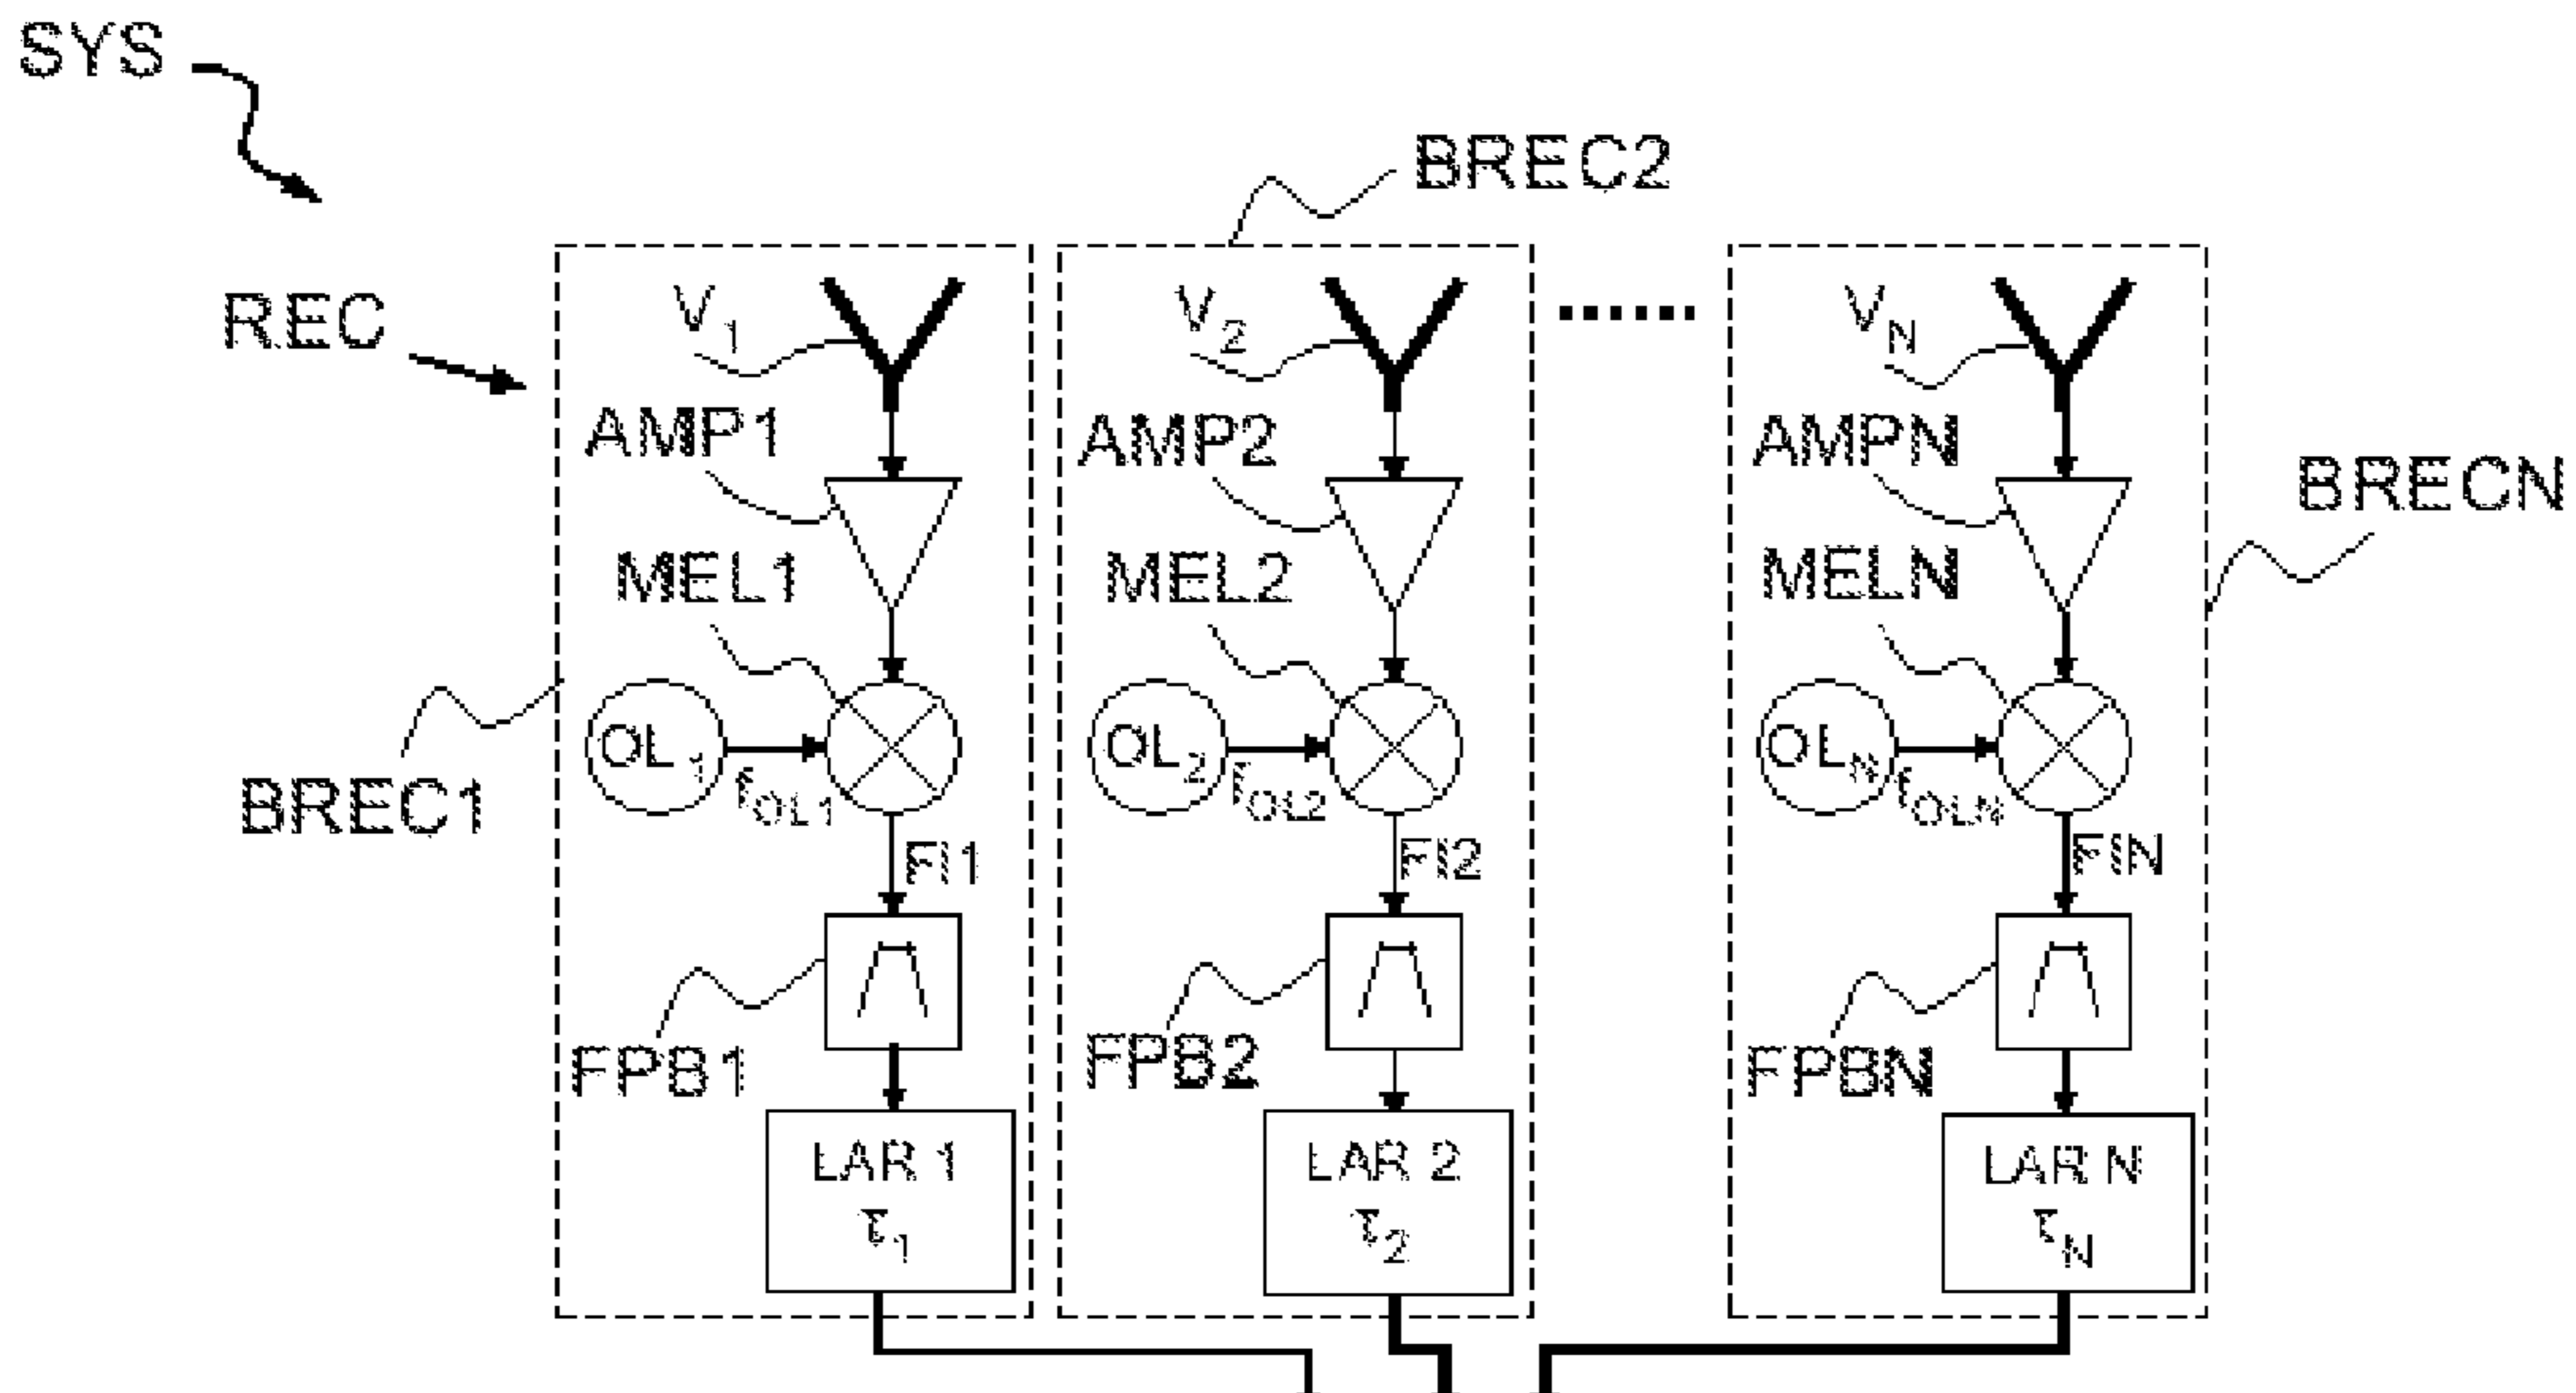 SYS
BREC2
REC
V1
V2
VN
AMP1
AMP2
AMPN
BRECN
MEL1
MEL2
MELN
OL1
fOL1
OL2
fOL2
OLN
fOLN
BREC1
FI1
FI2
FIN
FPB1
FPB2
FPBN
LAR 1
τ1
LAR 2
τ2
LAR N
τN